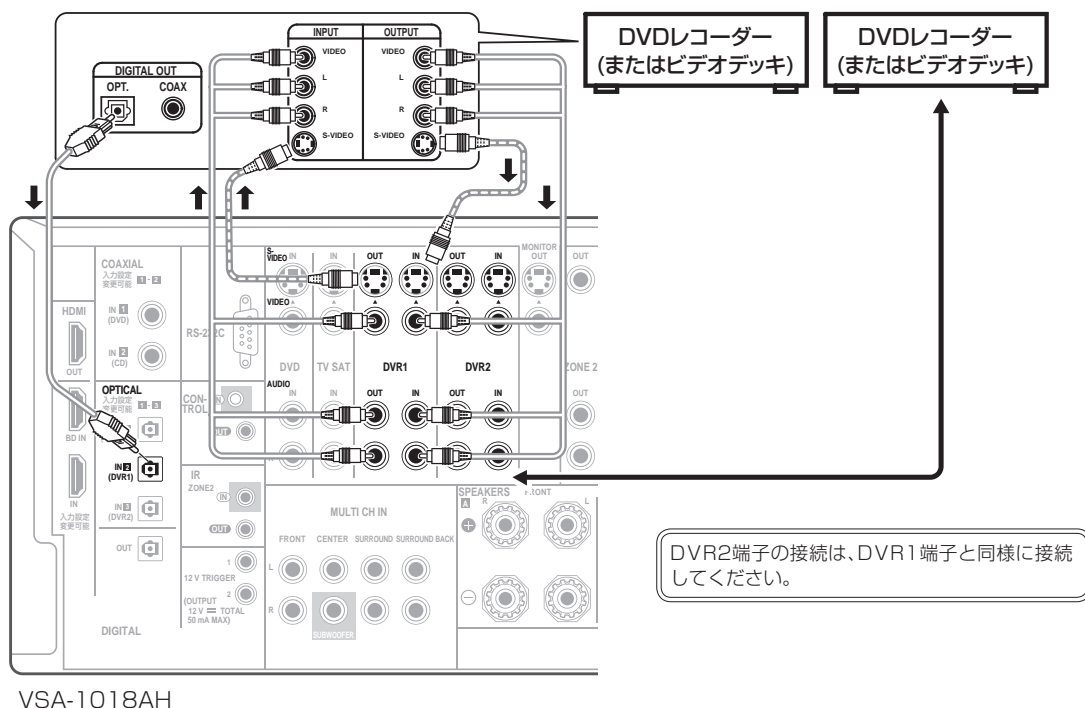 INPUT OUTPUT
VIDEO VIDEO
L L
R R
S-VIDEO S-VIDEO
DIGITAL OUT
OPT. COAX
DVDレコーダー
(またはビデオデッキ)
DVDレコーダー
(またはビデオデッキ)
COAXIAL
入力設定
変更可能 1 - 2
IN 1
(DVD)
IN 2
(CD)
HDMI
OUT
BD IN
IN
入力設定
変更可能
OPTICAL
入力設定
変更可能 1 - 3
IN 2
(DVR1)
IN 3
(DVR2)
OUT
DIGITAL
RS-232C
CON-
TROL
IN
OUT
IR
ZONE2
IN
OUT
1
12 V TRIGGER
2
(OUTPUT
12 V TOTAL
50 mA MAX)
S-
VIDEO
IN IN OUT IN OUT IN
MONITOR
OUT
OUT
VIDEO
DVD TV SAT DVR1 DVR2 ZONE 2
AUDIO
IN IN OUT IN OUT IN OUT
MULTI CH IN
FRONT CENTER SURROUND SURROUND BACK
L
R
SUBWOOFER
SPEAKERS FRONT
A R L
DVR2端子の接続は、DVR1端子と同様に接続
してください。
VSA-1018AH